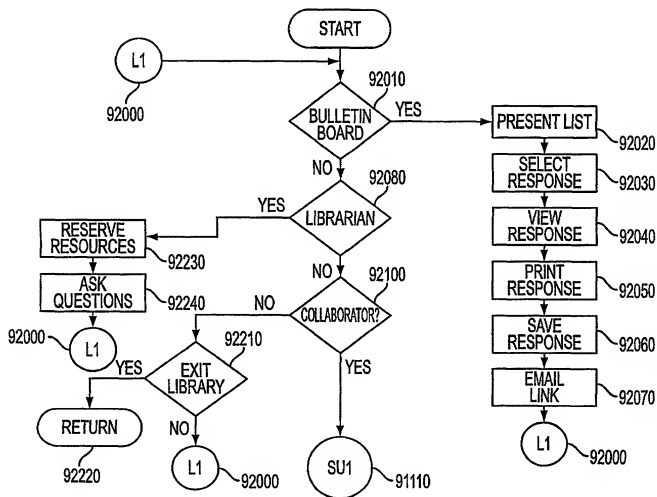 START
L1
92000
92010
BULLETIN
BOARD
YES
PRESENT LIST
92020
NO
SELECT
RESPONSE
92030
92080
LIBRARIAN
YES
VIEW
RESPONSE
92040
RESERVE
RESOURCES
92230
NO
PRINT
RESPONSE
92050
ASK
QUESTIONS
92240
NO
92100
COLLABORATOR?
SAVE
RESPONSE
92060
92000
L1
92210
YES
EXIT
LIBRARY
YES
EMAIL
LINK
92070
RETURN
92220
NO
L1
92000
SU1
91110
L1
92000